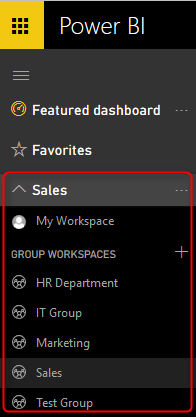 Power BI
Featured dashboard ...
Favorites
Sales ...
My Workspace
GROUP WORKSPACES +
HR Department
IT Group
Marketing
Sales
Test Group